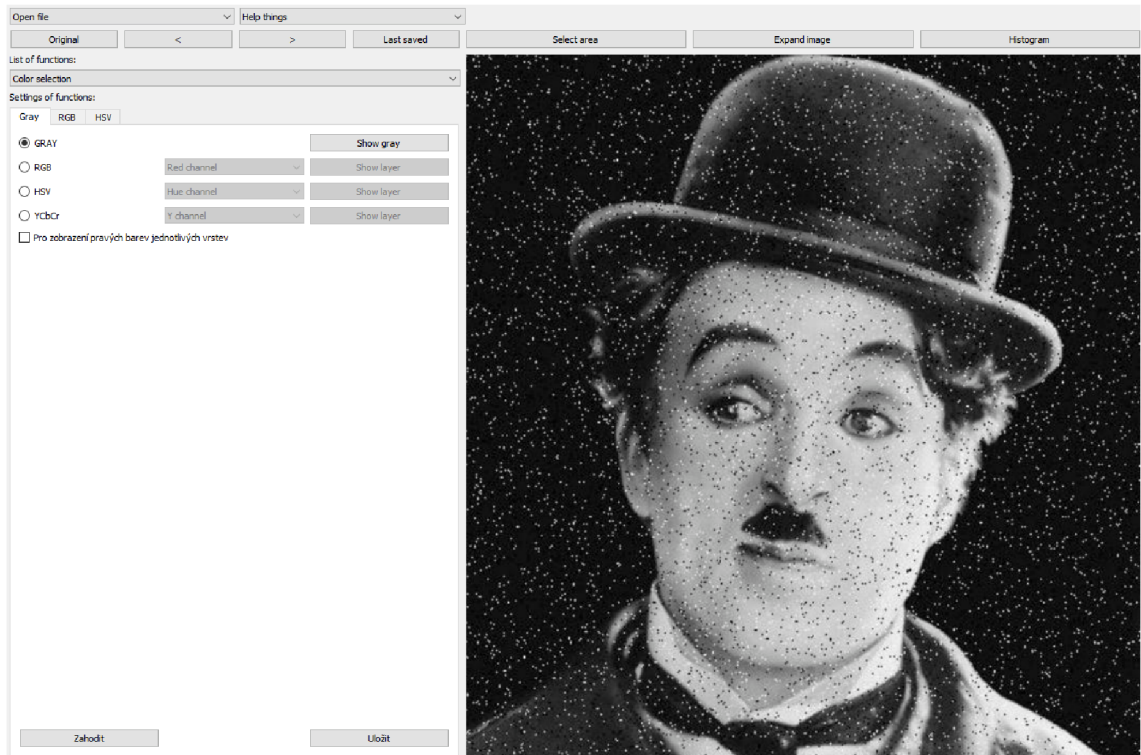 Open file Help things
Original < > Last saved Select area Expand image Histogram
List of functions:
Color selection
Settings of functions:
Gray RGB HSV
GRAY Show gray
RGB Red channel Show layer
HSV Hue channel Show layer
YCbCr Y channel Show layer
Pro zobrazení pravých barev jednotlivých vrstev
Zahodit Uložit